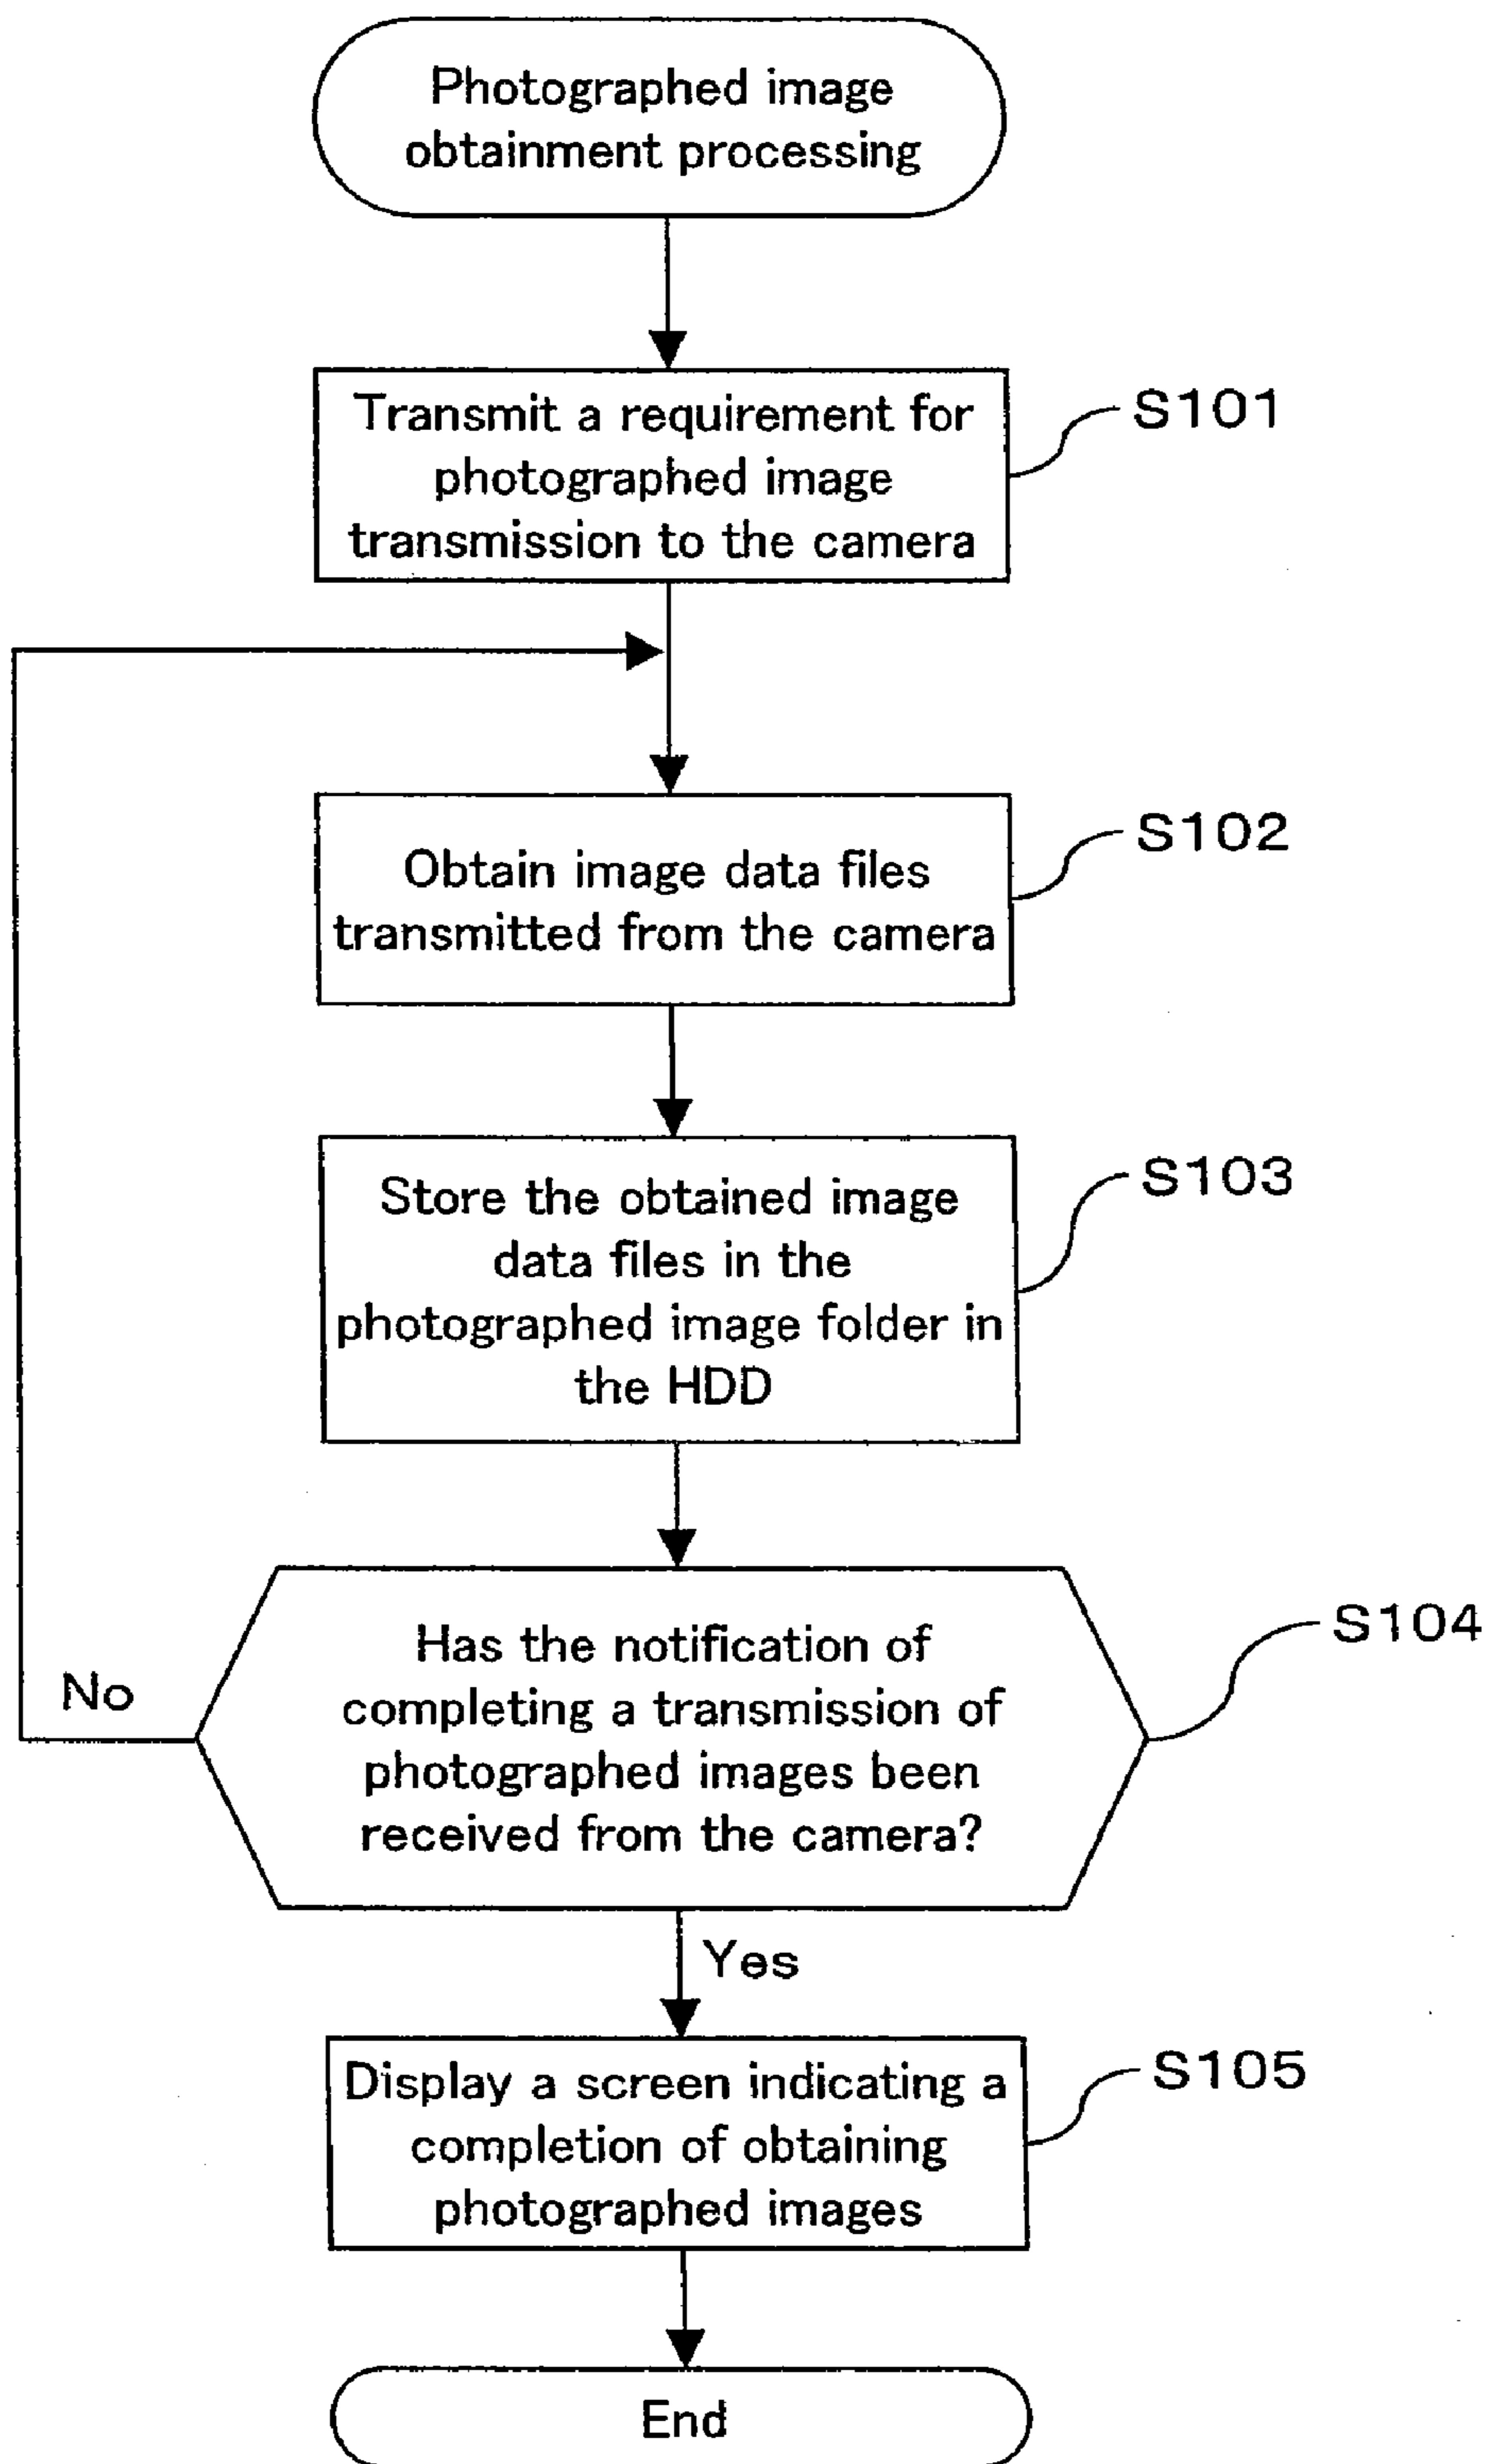 Photographed image
obtainment processing
Transmit a requirement for
photographed image
transmission to the camera
S101
Obtain image data files
transmitted from the camera
S102
Store the obtained image
data files in the
photographed image folder in
the HDD
S103
Has the notification of
completing a transmission of
photographed images been
received from the camera?
S104
No
Yes
Display a screen indicating a
completion of obtaining
photographed images
S105
End